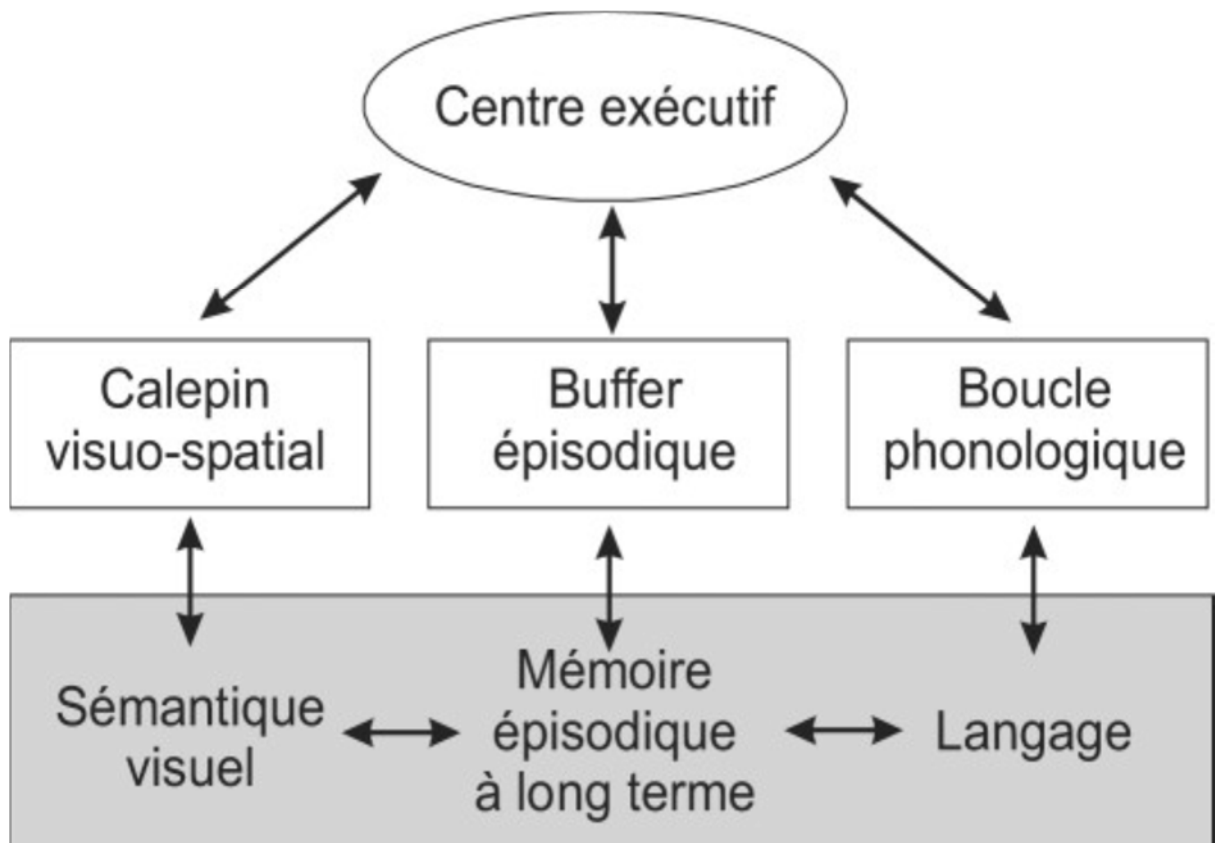 Centre exécutif
Calepin
visuo-spatial
Buffer
épisodique
Boucle
phonologique
Sémantique
visuel
Mémoire
épisodique
à long terme
Langage